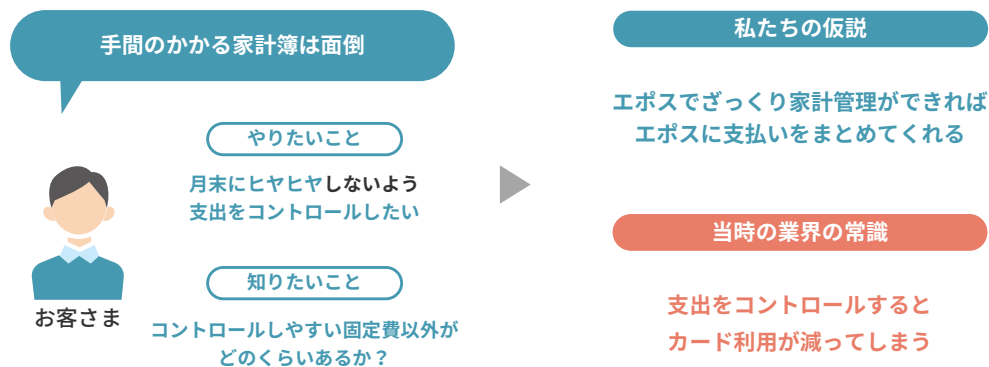 手間のかかる家計簿は面倒
やりたいこと
月末にヒヤヒヤしないよう
支出をコントロールしたい
知りたいこと
コントロールしやすい固定費以外が
どのくらいあるか？
お客さま
私たちの仮説
エポスでざっくり家計管理ができれば
エポスに支払いをまとめてくれる
当時の業界の常識
支出をコントロールすると
カード利用が減ってしまう